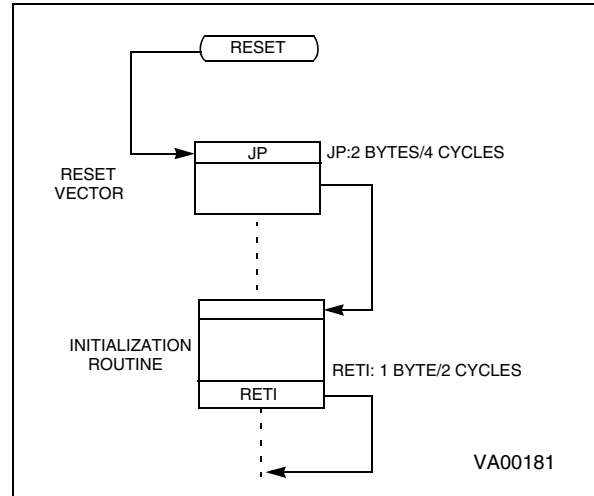 RESET
JP
JP:2 BYTES/4 CYCLES
RESET
VECTOR
INITIALIZATION
ROUTINE
RETI: 1 BYTE/2 CYCLES
RETI
VA00181